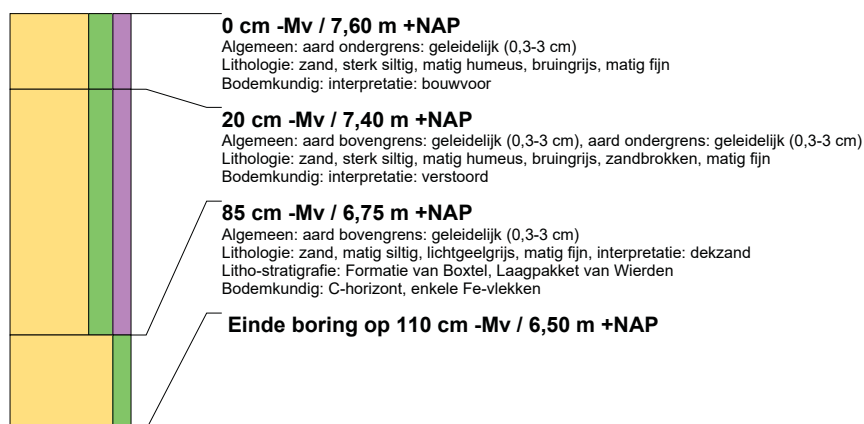 0 cm -Mv / 7,60 m +NAP
Algemeen: aard ondergrens: geleidelijk (0,3-3 cm)
Lithologie: zand, sterk siltig, matig humeus, bruingrijs, matig fijn
Bodemkundig: interpretatie: bouwvoor
20 cm -Mv / 7,40 m +NAP
Algemeen: aard bovengrens: geleidelijk (0,3-3 cm), aard ondergrens: geleidelijk (0,3-3 cm)
Lithologie: zand, sterk siltig, matig humeus, bruingrijs, zandbrokken, matig fijn
Bodemkundig: interpretatie: verstoord
85 cm -Mv / 6,75 m +NAP
Algemeen: aard bovengrens: geleidelijk (0,3-3 cm)
Lithologie: zand, matig siltig, lichtgeelgrijs, matig fijn, interpretatie: dekzand
Litho-stratigrafie: Formatie van Boxtel, Laagpakket van Wierden
Bodemkundig: C-horizont, enkele Fe-vlekken
Einde boring op 110 cm -Mv / 6,50 m +NAP